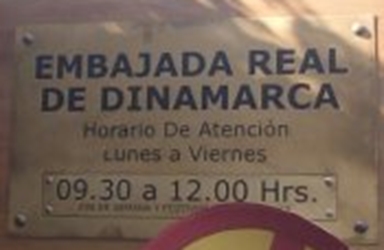 EMBAJADA REAL
DE DINAMARCA
Horario De Atención
Lunes a Viernes
09.30 a 12.00 Hrs.